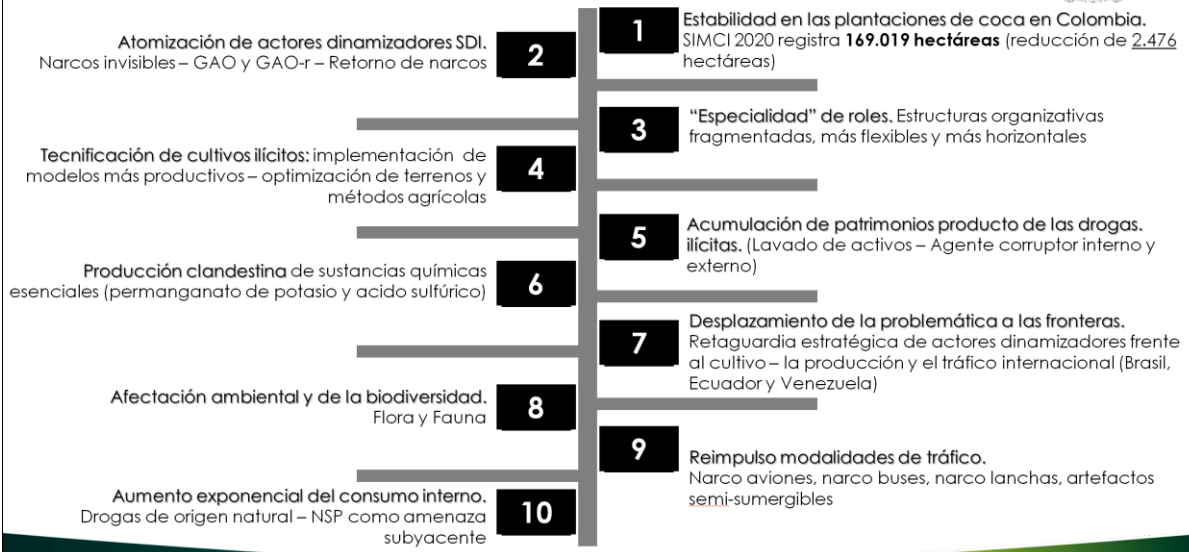 1
Estabilidad en las plantaciones de coca en Colombia.
SIMCI 2020 registra 169.019 hectáreas (reducción de 2.476
hectáreas)
2
Atomización de actores dinamizadores SDI.
Narcos invisibles – GAO y GAO-r – Retorno de narcos
3
“Especialidad” de roles. Estructuras organizativas
fragmentadas, más flexibles y más horizontales
4
Tecnificación de cultivos ilícitos: implementación de
modelos más productivos – optimización de terrenos y
métodos agrícolas
5
Acumulación de patrimonios producto de las drogas.
ilícitas. (Lavado de activos – Agente corruptor interno y
externo)
6
Producción clandestina de sustancias químicas
esenciales (permanganato de potasio y acido sulfúrico)
7
Desplazamiento de la problemática a las fronteras.
Retaguardia estratégica de actores dinamizadores frente
al cultivo – la producción y el tráfico internacional (Brasil,
Ecuador y Venezuela)
8
Afectación ambiental y de la biodiversidad.
Flora y Fauna
9
Reimpulso modalidades de tráfico.
Narco aviones, narco buses, narco lanchas, artefactos
semi-sumergibles
10
Aumento exponencial del consumo interno.
Drogas de origen natural – NSP como amenaza
subyacente